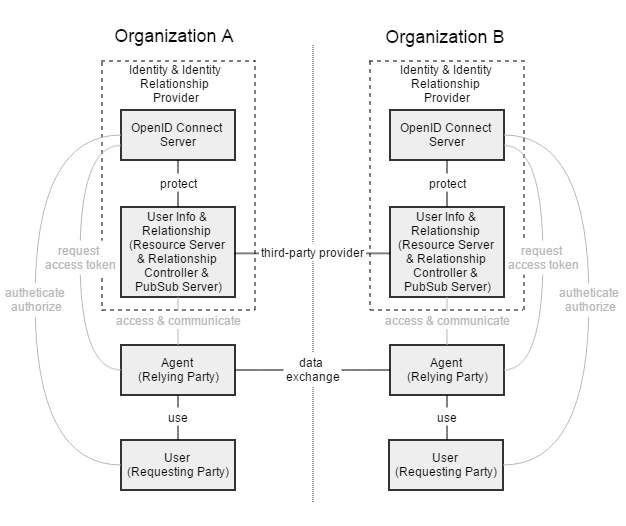 Organization A
Organization B
Identity & Identity
Relationship
Provider
OpenID Connect
Server
protect
User Info &
Relationship
(Resource Server
& Relationship
Controller &
PubSub Server)
request
access token
autheticate
authorize
access & communicate
Agent
(Relying Party)
use
User
(Requesting Party)
third-party provider
data
exchange
Identity & Identity
Relationship
Provider
OpenID Connect
Server
protect
User Info &
Relationship
(Resource Server
& Relationship
Controller &
PubSub Server)
request
access token
autheticate
authorize
access & communicate
Agent
(Relying Party)
use
User
(Requesting Party)